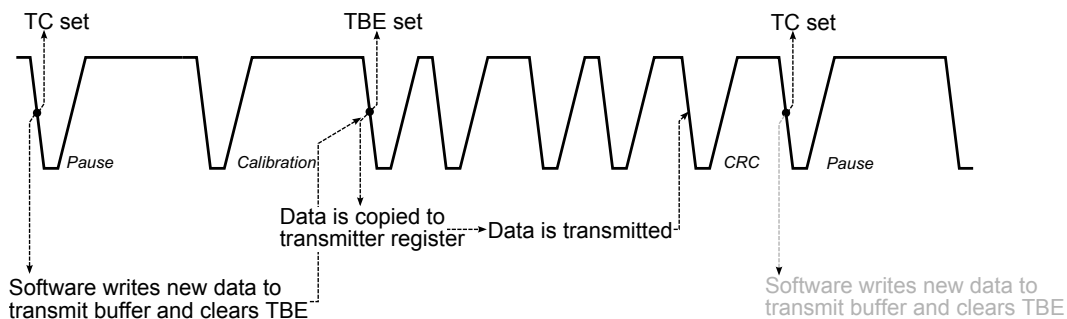 TC set
TBE set
TC set
Pause
Calibration
CRC
Pause
Data is copied to
transmitter register
Data is transmitted
Software writes new data to
transmit buffer and clears TBE
Software writes new data to
transmit buffer and clears TBE